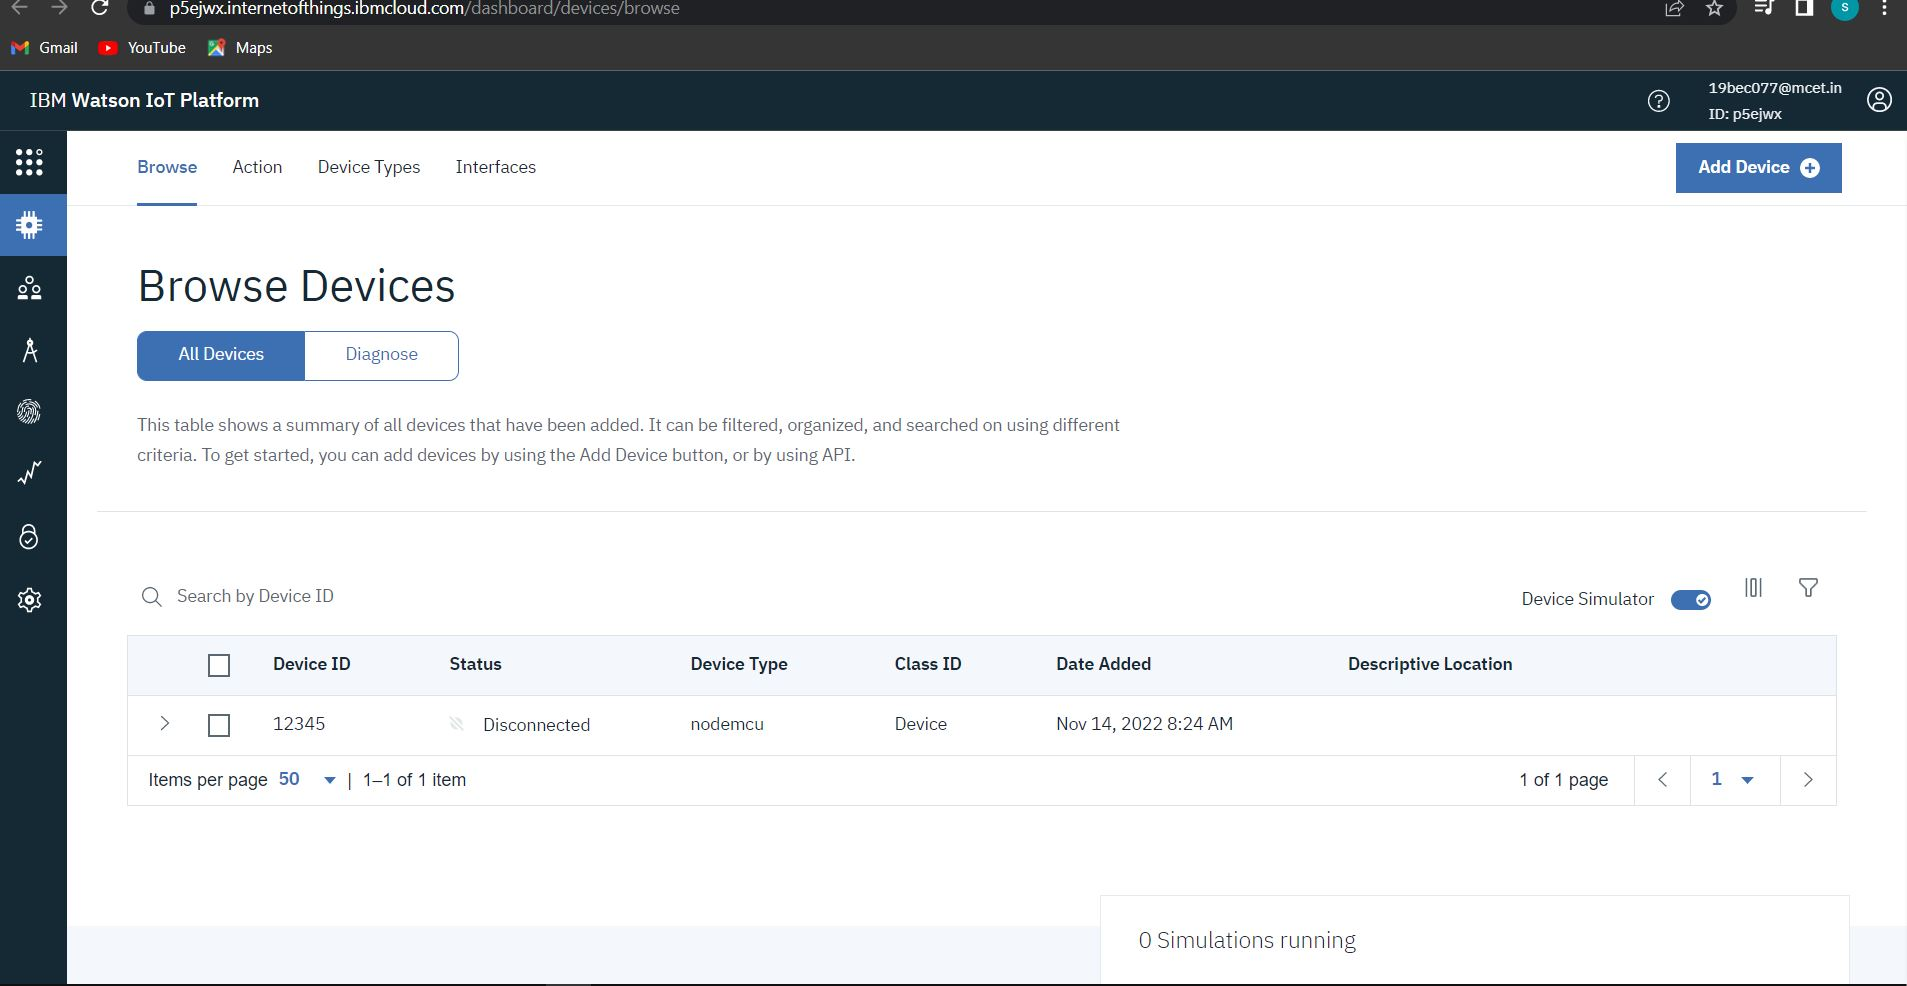 p5ejwx.internetofthings.ibmcloud.com/dashboard/devices/browse
S
Gmail YouTube Maps
IBM Watson IoT Platform
?
19bec077@mcet.in
ID: p5ejwx
Browse Action Device Types Interfaces
Add Device
Browse Devices
All Devices Diagnose
This table shows a summary of all devices that have been added. It can be filtered, organized, and searched on using different
criteria. To get started, you can add devices by using the Add Device button, or by using API.
Search by Device ID
Device Simulator
Device ID Status Device Type Class ID Date Added Descriptive Location
12345 Disconnected nodemcu Device Nov 14, 2022 8:24 AM
Items per page 50 | 1–1 of 1 item 1 of 1 page 1
0 Simulations running